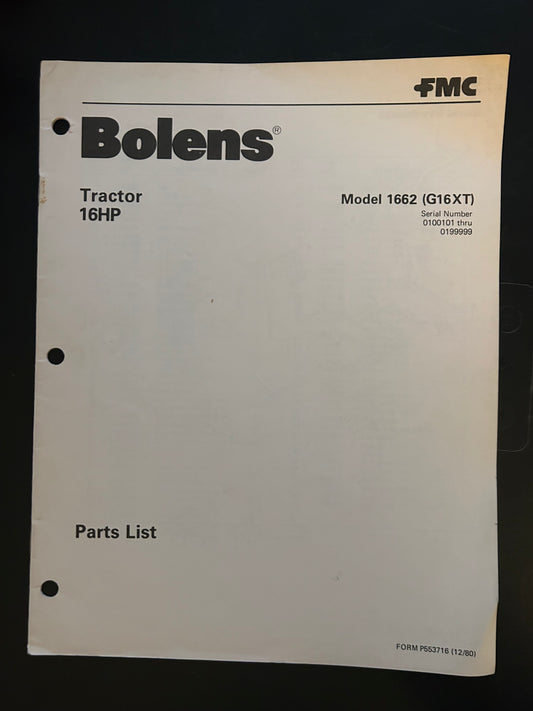 FMC
Bolens®
Tractor
16HP
Model 1662 (G16XT)
Serial Number
0100101 thru
0199999
Parts List
FORM P553716 (12/80)